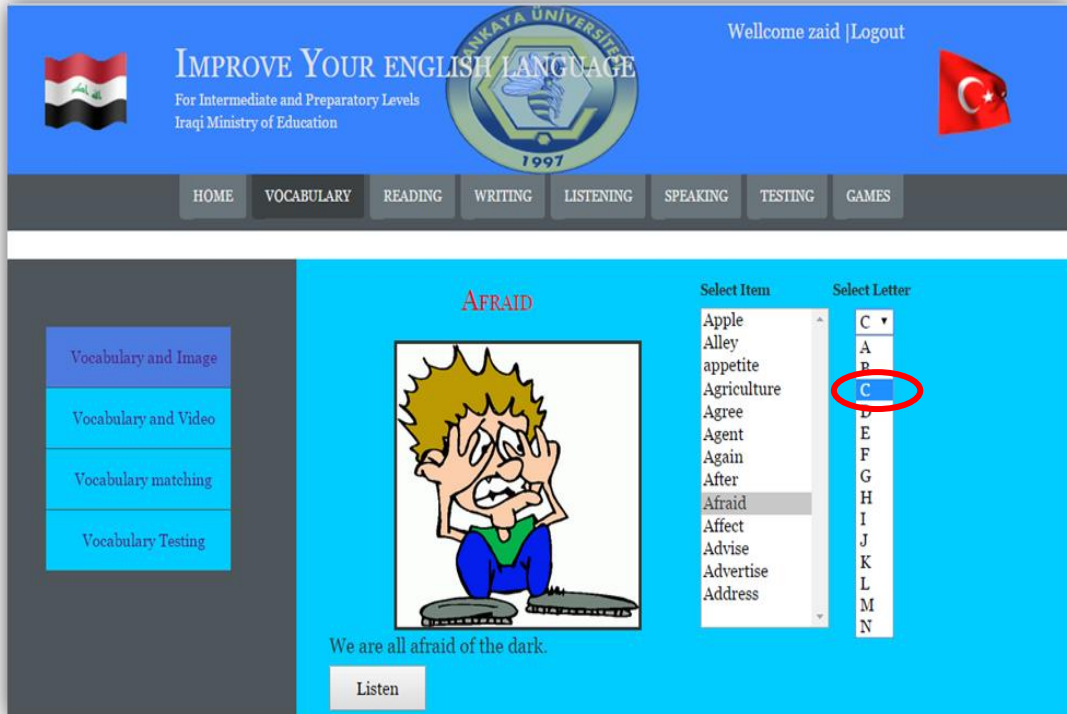 Wellcome zaid |Logout
IMPROVE YOUR ENGLISH LANGUAGE
For Intermediate and Preparatory Levels
Iraqi Ministry of Education
ANKAYA ÜNİVERSİTESİ
1997
HOME VOCABULARY READING WRITING LISTENING SPEAKING TESTING GAMES
Vocabulary and Image
Vocabulary and Video
Vocabulary matching
Vocabulary Testing
AFRAID
We are all afraid of the dark.
Listen
Select Item
Apple
Alley
appetite
Agriculture
Agree
Agent
Again
After
Afraid
Affect
Advise
Advertise
Address
Select Letter
C
A
B
C
D
E
F
G
H
I
J
K
L
M
N